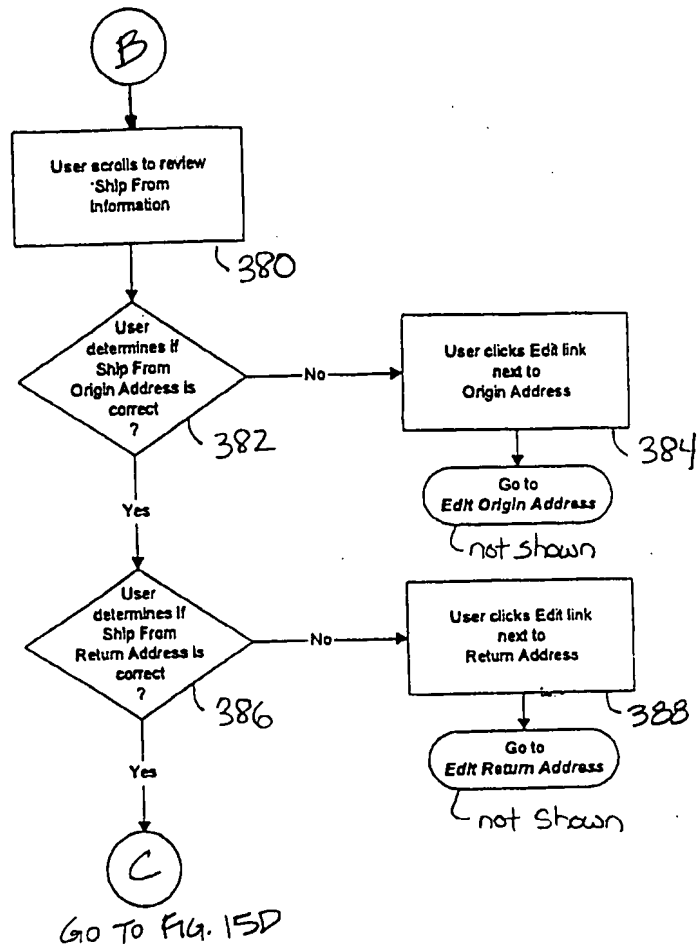 B
User scrolls to review
Ship From
Information
380
User
determines if
Ship From
Origin Address is
correct
?
382
No
User clicks Edit link
next to
Origin Address
384
Go to
Edit Origin Address
not shown
Yes
User
determines if
Ship From
Return Address is
correct
?
386
No
User clicks Edit link
next to
Return Address
388
Go to
Edit Return Address
not shown
Yes
C
GO TO FIG. 15D